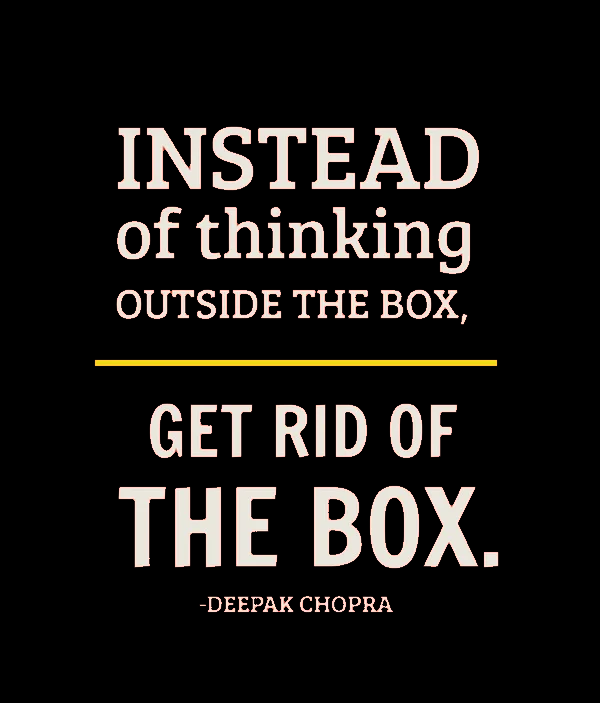 INSTEAD
of thinking
OUTSIDE THE BOX,
GET RID OF
THE BOX.
-DEEPAK CHOPRA